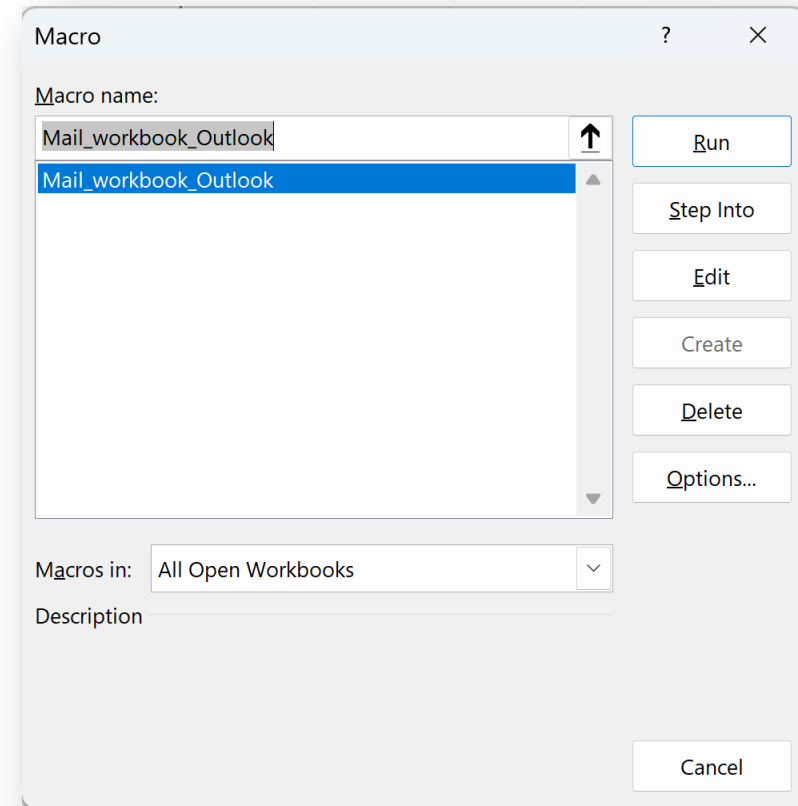 Macro ?
Macro name:
Mail_workbook_Outlook
Run
Mail_workbook_Outlook
Step Into
Edit
Create
Delete
Options...
Macros in: All Open Workbooks
Description
Cancel